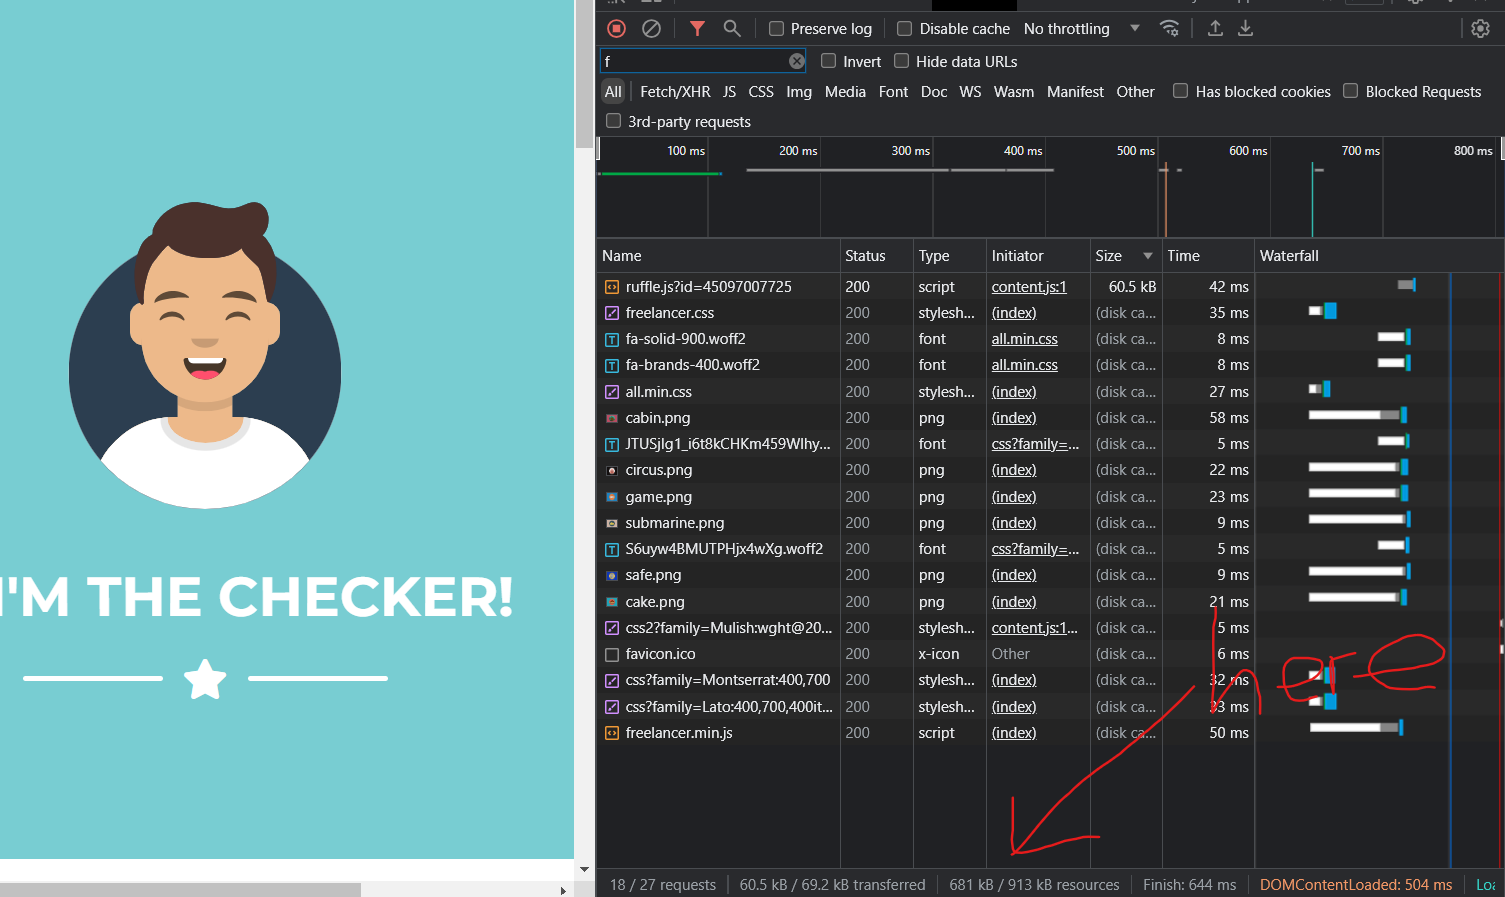 Preserve log Disable cache No throttling
f Invert Hide data URLs
All Fetch/XHR JS CSS Img Media Font Doc WS Wasm Manifest Other Has blocked cookies Blocked Requests
3rd-party requests
100 ms 200 ms 300 ms 400 ms 500 ms 600 ms 700 ms 800 ms
Name Status Type Initiator Size Time Waterfall
ruffle.js?id=45097007725 200 script content.js:1 60.5 kB 42 ms
freelancer.css 200 stylesh... (index) (disk ca... 35 ms
fa-solid-900.woff2 200 font all.min.css (disk ca... 8 ms
fa-brands-400.woff2 200 font all.min.css (disk ca... 8 ms
all.min.css 200 stylesh... (index) (disk ca... 27 ms
cabin.png 200 png (index) (disk ca... 58 ms
JTUSjIg1_i6t8kCHKm459Wlhy... 200 font css?family=... (disk ca... 5 ms
circus.png 200 png (index) (disk ca... 22 ms
game.png 200 png (index) (disk ca... 23 ms
submarine.png 200 png (index) (disk ca... 9 ms
S6uyw4BMUTPHjx4wXg.woff2 200 font css?family=... (disk ca... 5 ms
safe.png 200 png (index) (disk ca... 9 ms
cake.png 200 png (index) (disk ca... 21 ms
css2?family=Mulish:wght@20... 200 stylesh... content.js:1... (disk ca... 5 ms
favicon.ico 200 x-icon Other (disk ca... 6 ms
css?family=Montserrat:400,700 200 stylesh... (index) (disk ca... 32 ms
css?family=Lato:400,700,400it... 200 stylesh... (index) (disk ca... 33 ms
freelancer.min.js 200 script (index) (disk ca... 50 ms
here
18 / 27 requests 60.5 kB / 69.2 kB transferred 681 kB / 913 kB resources Finish: 644 ms DOMContentLoaded: 504 ms Loa
I'M THE CHECKER!